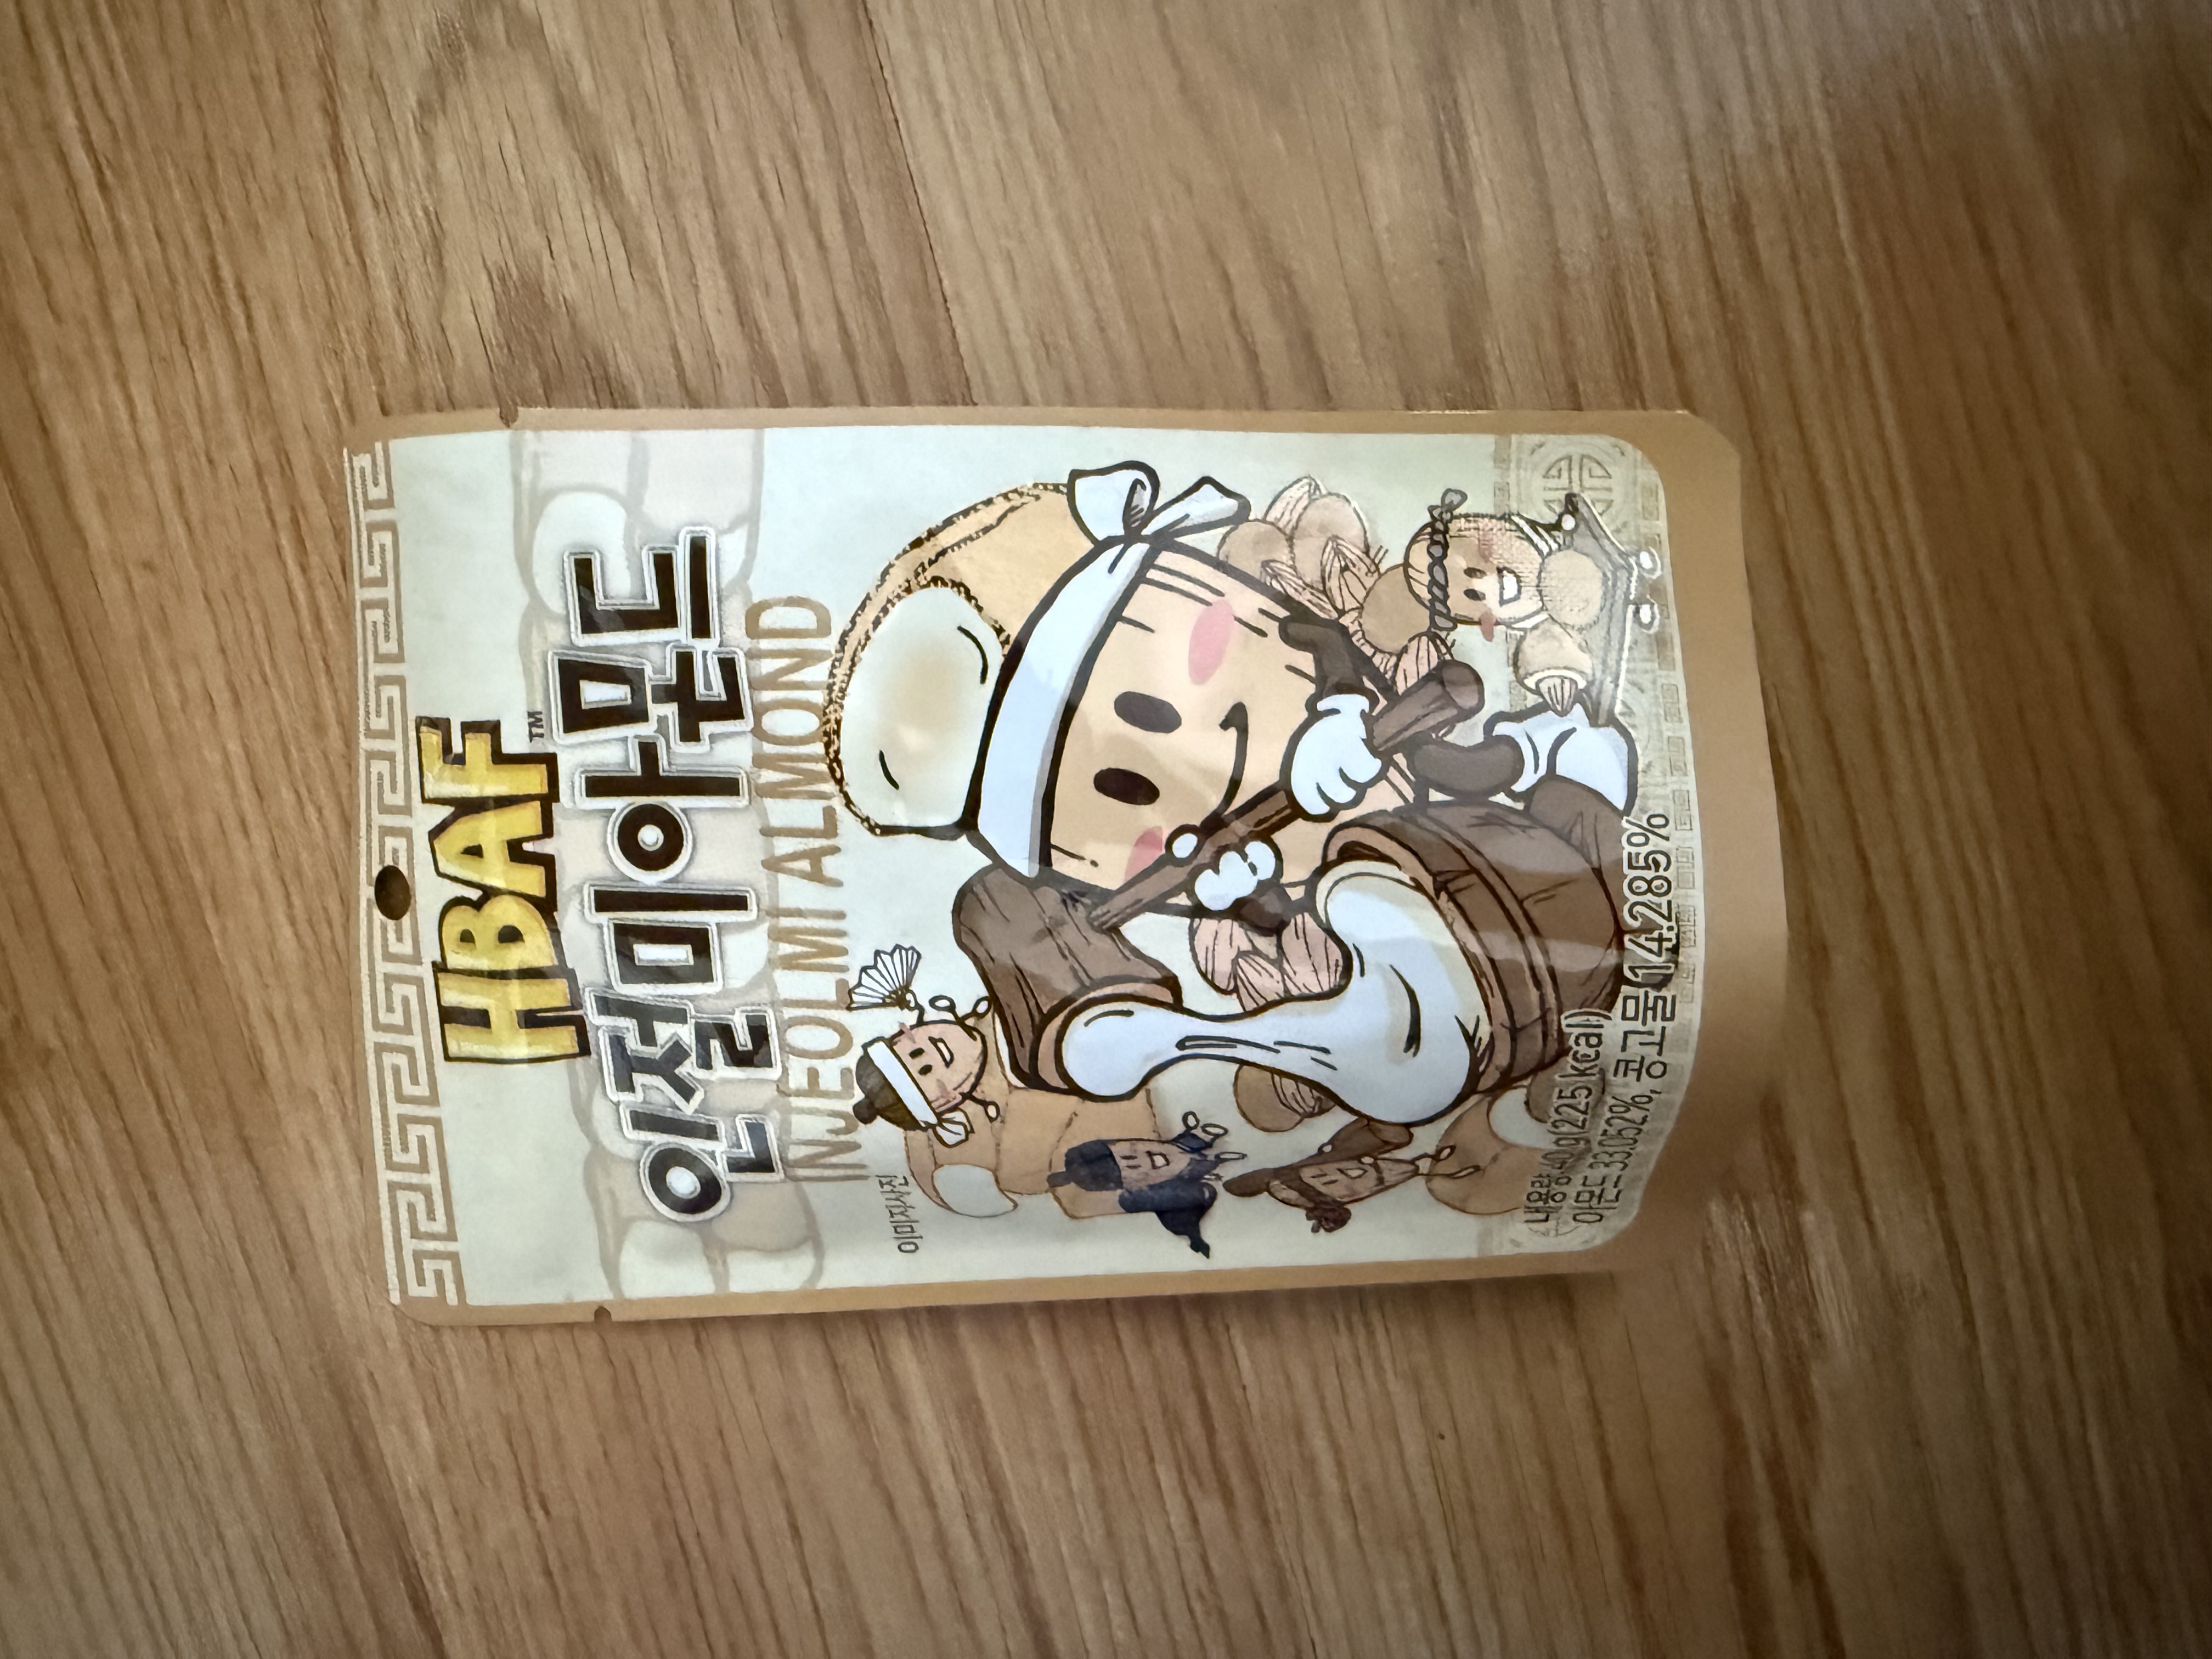 HBAF™
인절미아몬드
INJEOLMI ALMOND
이미지사진
내용량 40 g(225 kcal)
아몬드 33.052%, 콩고물 14.285%